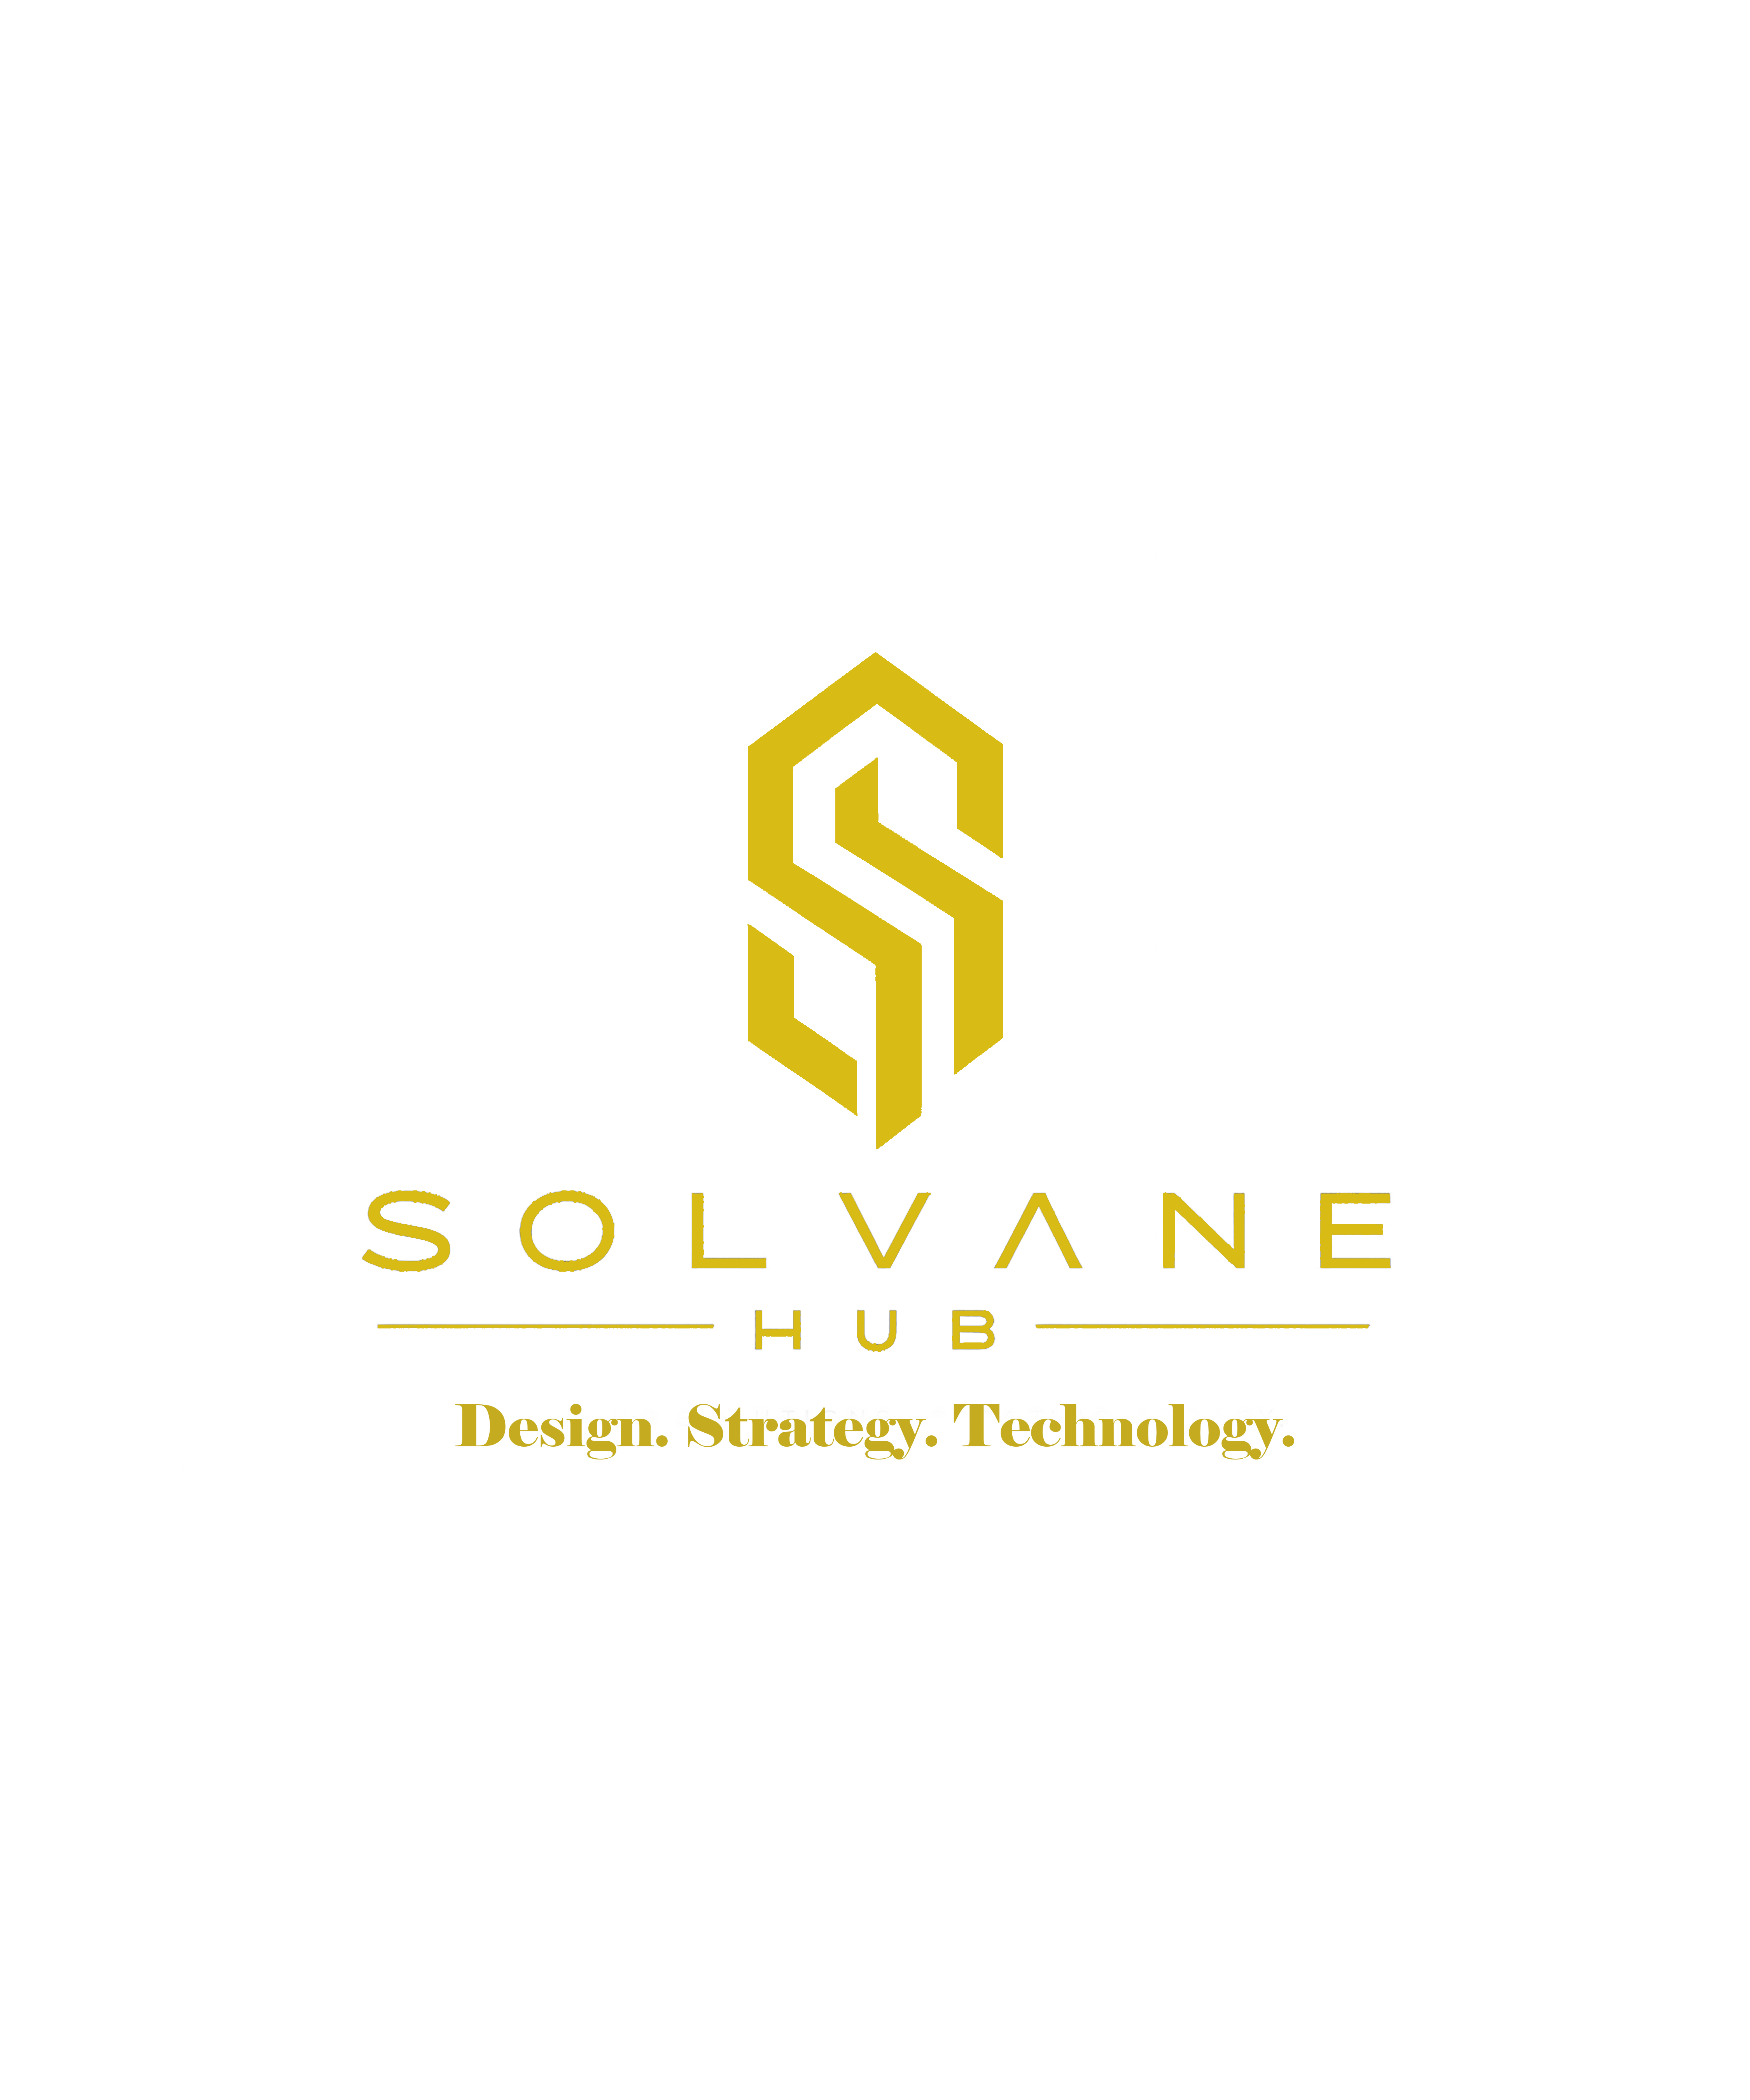 SOLVANE
HUB
Design. Strategy. Technology.